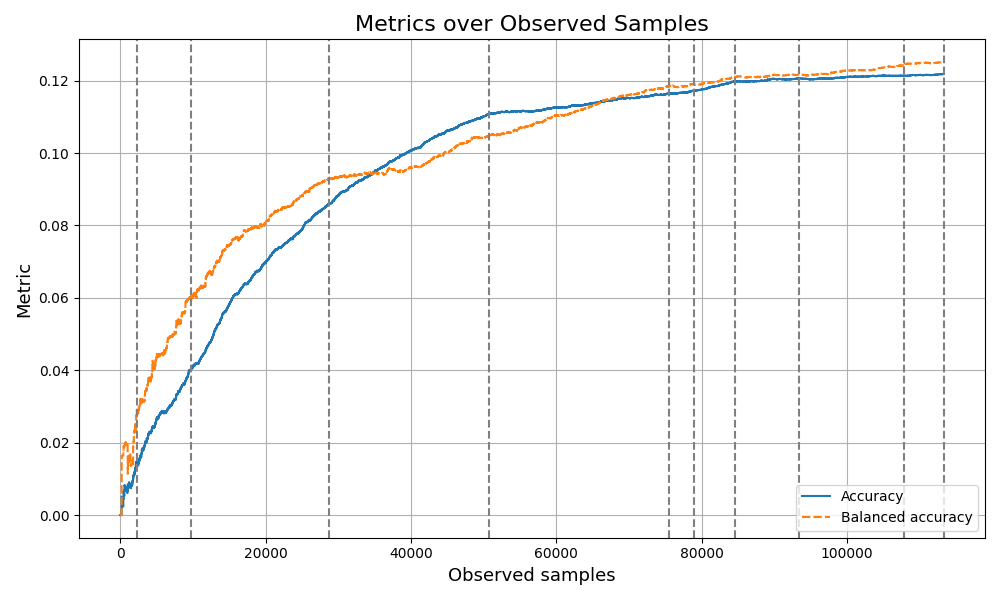 Metrics over Observed Samples
Metric
0.12
0.10
0.08
0.06
0.04
0.02
0.00
Accuracy
Balanced accuracy
0 20000 40000 60000 80000 100000
Observed samples